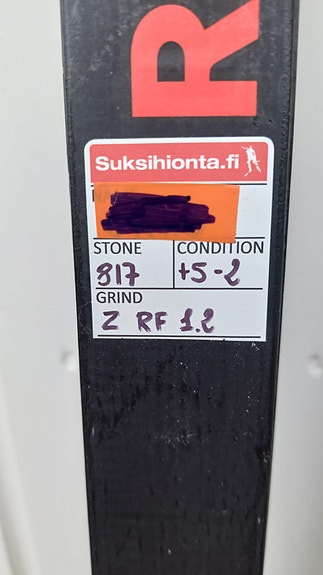 R
Suksihionta.fi
STONE CONDITION
817 +5-2
GRIND
Z RF 1.2